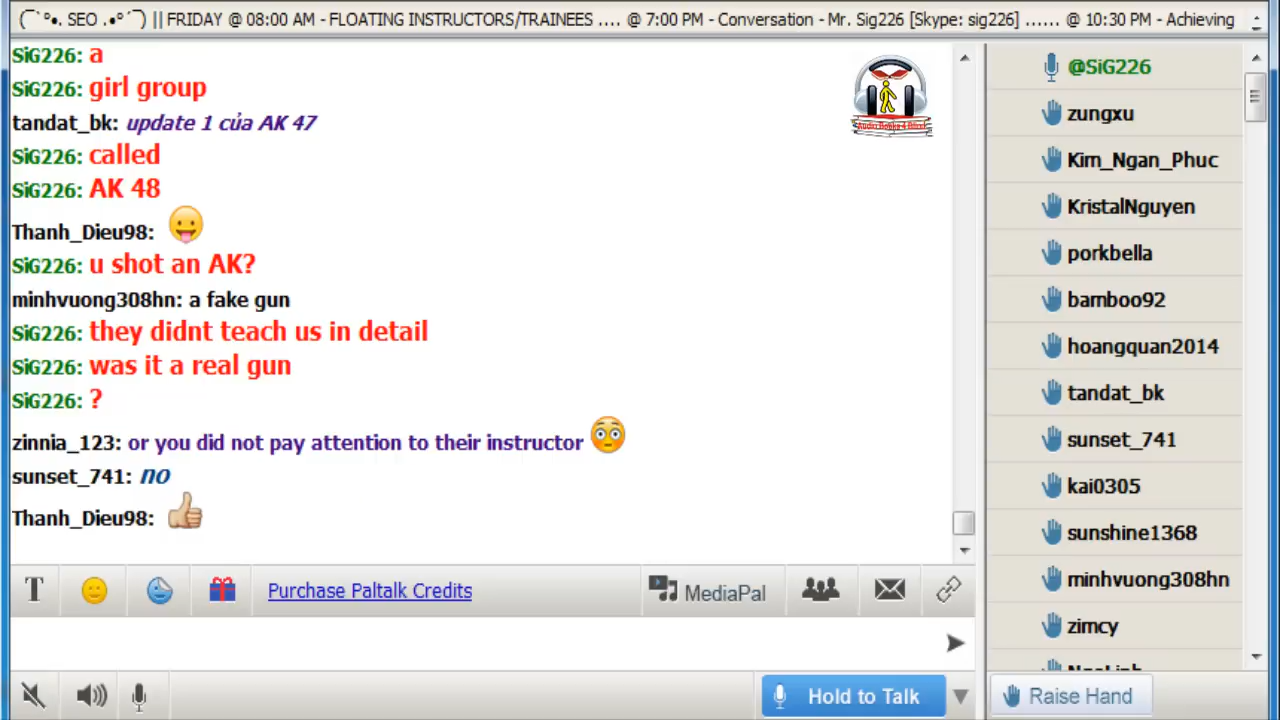 (¯`°•. SEO .•°´¯) || FRIDAY @ 08:00 AM - FLOATING INSTRUCTORS/TRAINEES .... @ 7:00 PM - Conversation - Mr. Sig226 [Skype: sig226] ...... @ 10:30 PM - Achieving
SiG226: a
SiG226: girl group
tandat_bk: update 1 của AK 47
SiG226: called
SiG226: AK 48
Thanh_Dieu98:
SiG226: u shot an AK?
minhvuong308hn: a fake gun
SiG226: they didnt teach us in detail
SiG226: was it a real gun
SiG226: ?
zinnia_123: or you did not pay attention to their instructor
sunset_741: no
Thanh_Dieu98:
T
Purchase Paltalk Credits
MediaPal
Hold to Talk
@SiG226
zungxu
Kim_Ngan_Phuc
KristalNguyen
porkbella
bamboo92
hoangquan2014
tandat_bk
sunset_741
kai0305
sunshine1368
minhvuong308hn
zimcy
Raise Hand